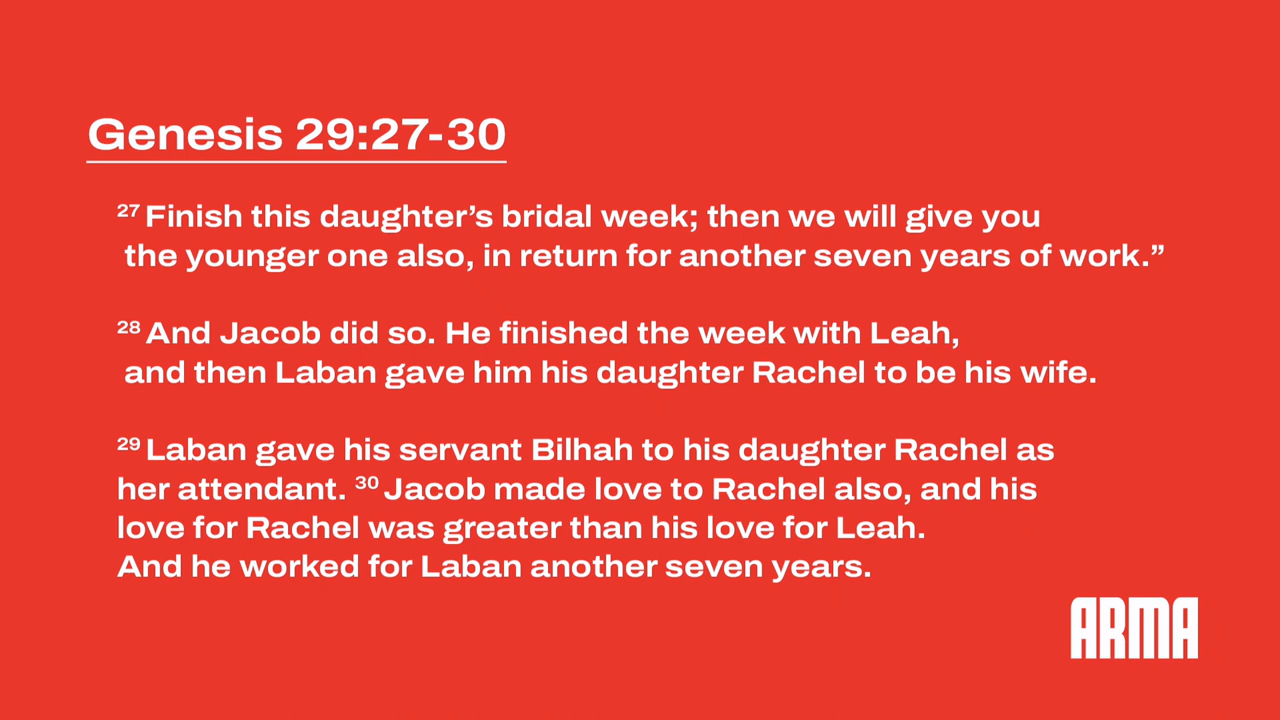 Genesis 29:27-30
27 Finish this daughter’s bridal week; then we will give you
the younger one also, in return for another seven years of work.”
28 And Jacob did so. He finished the week with Leah,
and then Laban gave him his daughter Rachel to be his wife.
29 Laban gave his servant Bilhah to his daughter Rachel as
her attendant. 30 Jacob made love to Rachel also, and his
love for Rachel was greater than his love for Leah.
And he worked for Laban another seven years.
ARMA